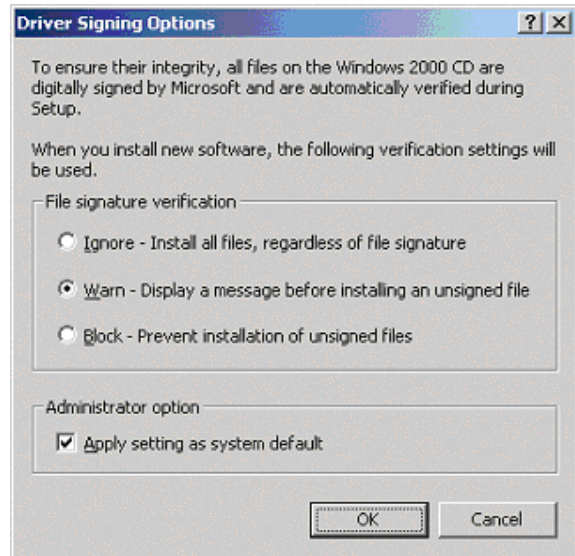 Driver Signing Options
To ensure their integrity, all files on the Windows 2000 CD are
digitally signed by Microsoft and are automatically verified during
Setup.
When you install new software, the following verification settings will
be used.
File signature verification
Ignore - Install all files, regardless of file signature
Warn - Display a message before installing an unsigned file
Block - Prevent installation of unsigned files
Administrator option
Apply setting as system default
OK Cancel